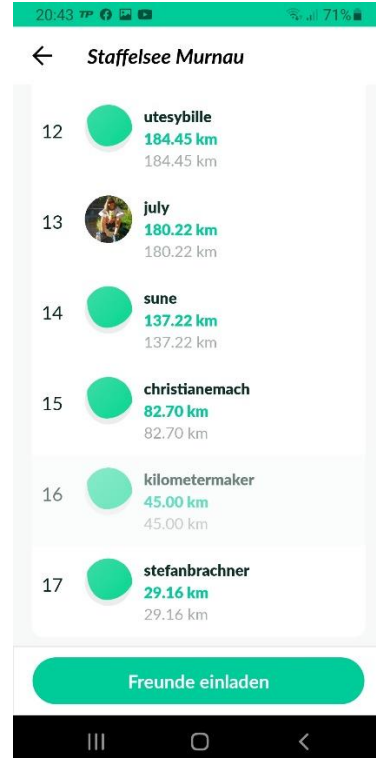 20:43 TP 71%
Staffelsee Murnau
12
utesybille
184.45 km
184.45 km
13
july
180.22 km
180.22 km
14
sune
137.22 km
137.22 km
15
christianemach
82.70 km
82.70 km
16
kilometermaker
45.00 km
45.00 km
17
stefanbrachner
29.16 km
29.16 km
Freunde einladen